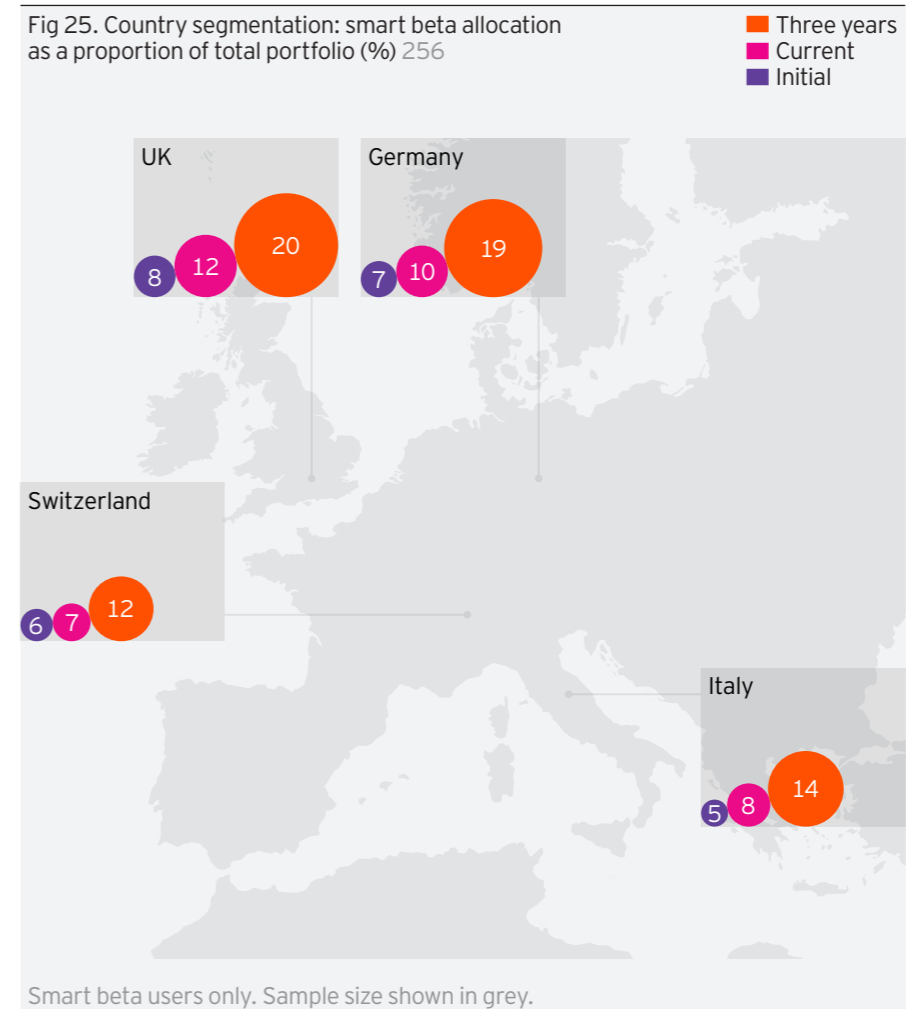 Fig 25. Country segmentation: smart beta allocation
as a proportion of total portfolio (%) 256
Three years
Current
Initial
UK
8 12 20
Germany
7 10 19
Switzerland
6 7 12
Italy
5 8 14
Smart beta users only. Sample size shown in grey.